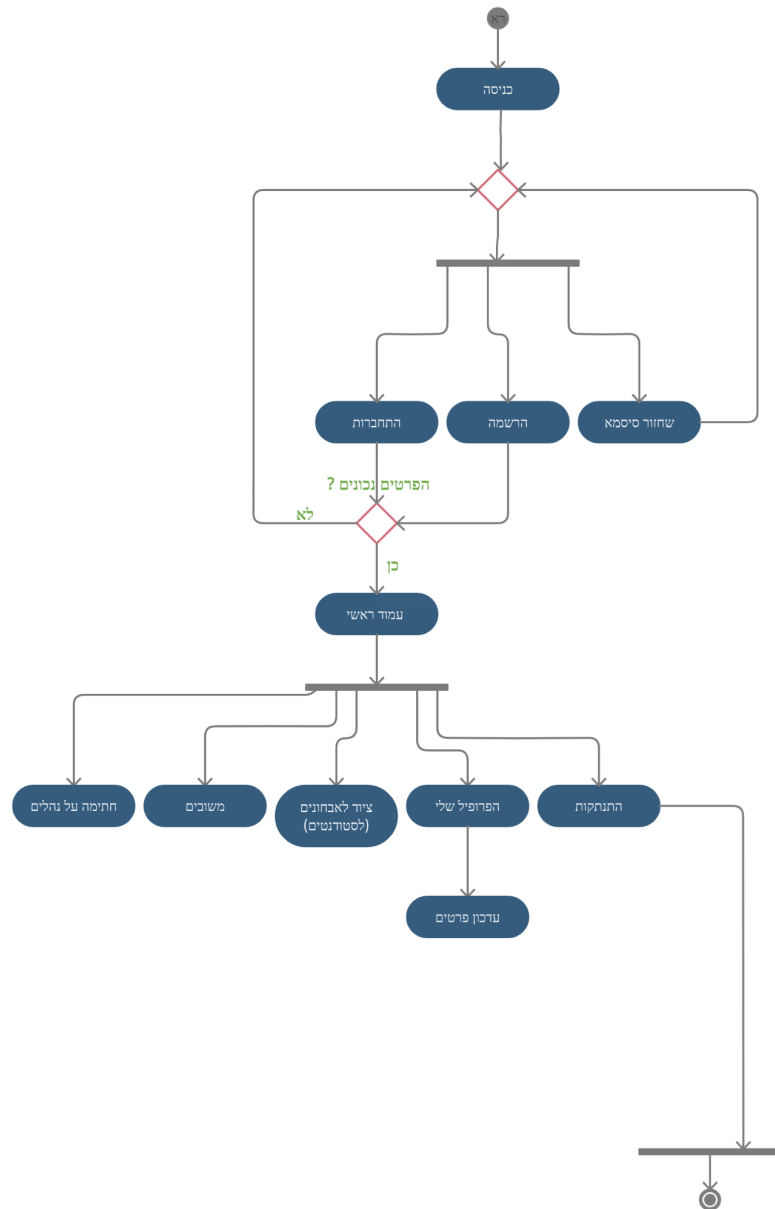 כניסה
התחברות
הרשמה
שחזור סיסמא
הפרטים נכונים ?
לא
כן
עמוד ראשי
חתימה על נהלים
משובים
ציוד לאבחונים
(לסטודנטים)
הפרופיל שלי
התנתקות
עדכון פרטים